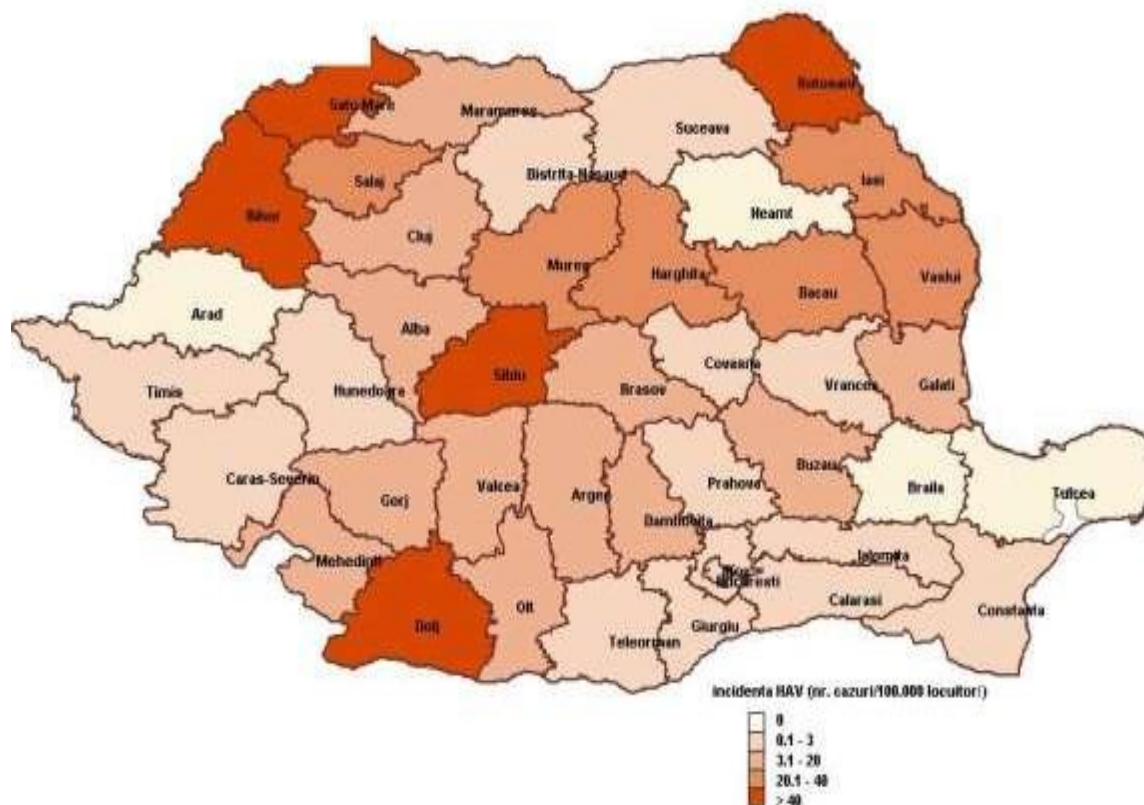 Botosani
Satu-Mare
Maramures
Suceava
Bistrita-Nasaud
Iasi
Salaj
Neamt
Bihor
Cluj
Mures
Harghita
Vaslui
Bacau
Arad
Alba
Sibiu
Covasna
Timis
Hunedoara
Brasov
Vrancea
Galati
Caras-Severin
Valcea
Buzau
Gorj
Arges
Prahova
Braila
Tulcea
Dambovita
Mehedinti
Ialomita
Bucuresti
Olt
Calarasi
Constanta
Dolj
Teleorman
Giurgiu
incidenta HAV (nr. cazuri/100.000 locuitori)
0
0.1 - 3
3.1 - 20
20.1 - 40
> 40